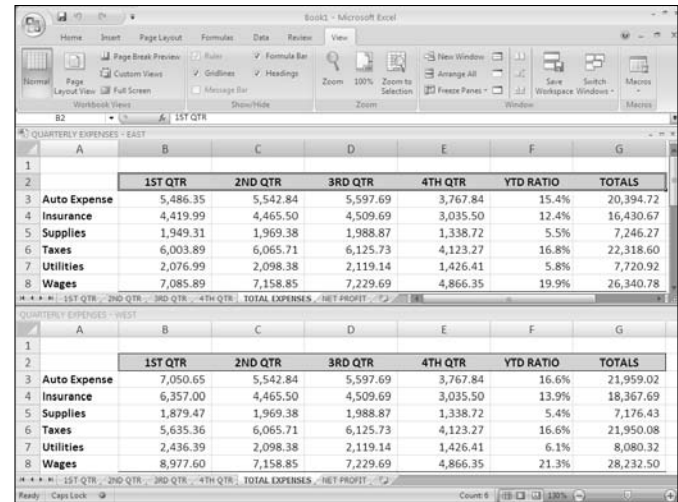 Book1 - Microsoft Excel
Home Insert Page Layout Formulas Data Review View
Page Break Preview Ruler Formula Bar New Window
Normal Page Custom Views Gridlines Headings Zoom 100% Zoom to Arrange All Save Switch Macros
Layout View Full Screen Message Bar Selection Freeze Panes Workspace Windows
Workbook Views Show/Hide Zoom Window Macros
B2 fx 1ST QTR
QUARTERLY EXPENSES - EAST
A B C D E F G
1
2 1ST QTR 2ND QTR 3RD QTR 4TH QTR YTD RATIO TOTALS
3 Auto Expense 5,486.35 5,542.84 5,597.69 3,767.84 15.4% 20,394.72
4 Insurance 4,419.99 4,465.50 4,509.69 3,035.50 12.4% 16,430.67
5 Supplies 1,949.31 1,969.38 1,988.87 1,338.72 5.5% 7,246.27
6 Taxes 6,003.89 6,065.71 6,125.73 4,123.27 16.8% 22,318.60
7 Utilities 2,076.99 2,098.38 2,119.14 1,426.41 5.8% 7,720.92
8 Wages 7,085.89 7,158.85 7,229.69 4,866.35 19.9% 26,340.78
1ST QTR 2ND QTR 3RD QTR 4TH QTR TOTAL EXPENSES NET PROFIT
QUARTERLY EXPENSES - WEST
A B C D E F G
1
2 1ST QTR 2ND QTR 3RD QTR 4TH QTR YTD RATIO TOTALS
3 Auto Expense 7,050.65 5,542.84 5,597.69 3,767.84 16.6% 21,959.02
4 Insurance 6,357.00 4,465.50 4,509.69 3,035.50 13.9% 18,367.69
5 Supplies 1,879.47 1,969.38 1,988.87 1,338.72 5.4% 7,176.43
6 Taxes 5,635.36 6,065.71 6,125.73 4,123.27 16.6% 21,950.08
7 Utilities 2,436.39 2,098.38 2,119.14 1,426.41 6.1% 8,080.32
8 Wages 8,977.60 7,158.85 7,229.69 4,866.35 21.3% 28,232.50
1ST QTR 2ND QTR 3RD QTR 4TH QTR TOTAL EXPENSES NET PROFIT
Ready Caps Lock Count: 6 130%